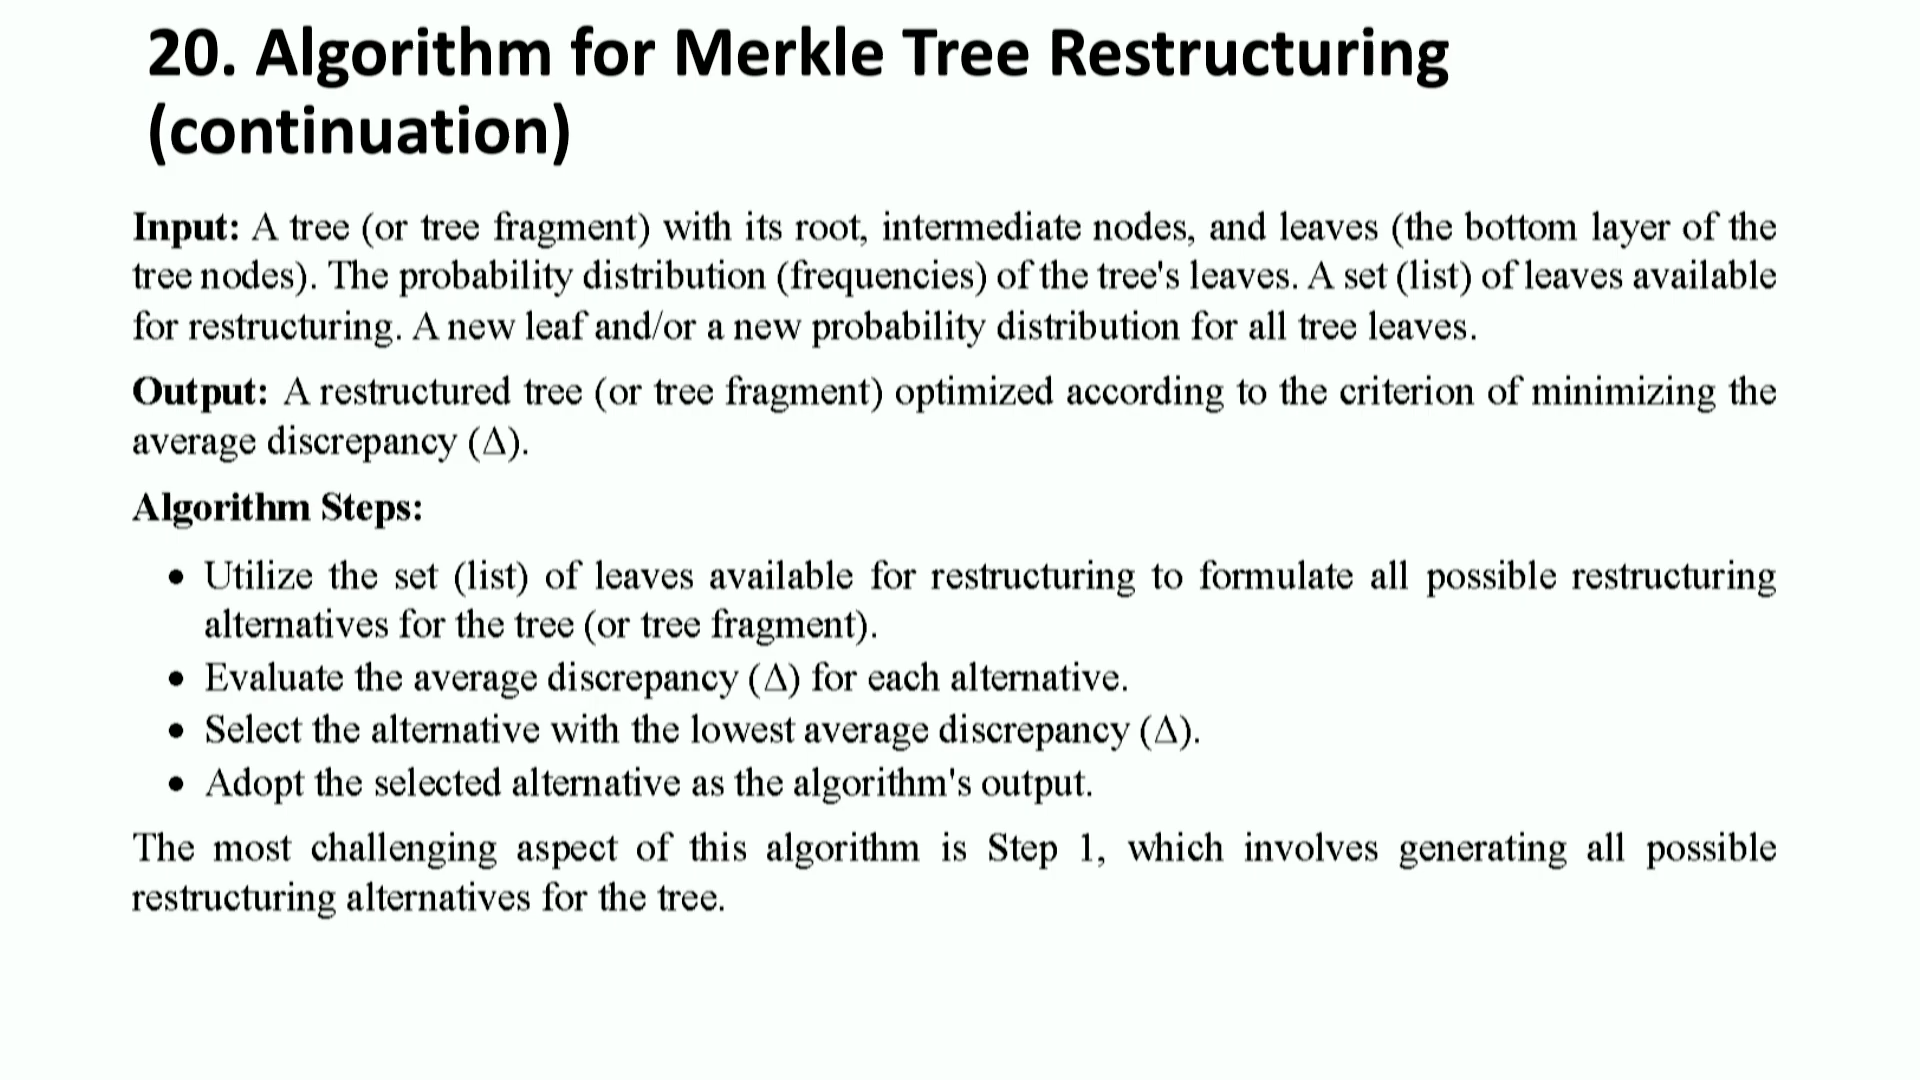 20. Algorithm for Merkle Tree Restructuring
(continuation)
Input: A tree (or tree fragment) with its root, intermediate nodes, and leaves (the bottom layer of the
tree nodes). The probability distribution (frequencies) of the tree's leaves. A set (list) of leaves available
for restructuring. A new leaf and/or a new probability distribution for all tree leaves.
Output: A restructured tree (or tree fragment) optimized according to the criterion of minimizing the
average discrepancy (Δ).
Algorithm Steps:
• Utilize the set (list) of leaves available for restructuring to formulate all possible restructuring
alternatives for the tree (or tree fragment).
• Evaluate the average discrepancy (Δ) for each alternative.
• Select the alternative with the lowest average discrepancy (Δ).
• Adopt the selected alternative as the algorithm's output.
The most challenging aspect of this algorithm is Step 1, which involves generating all possible
restructuring alternatives for the tree.